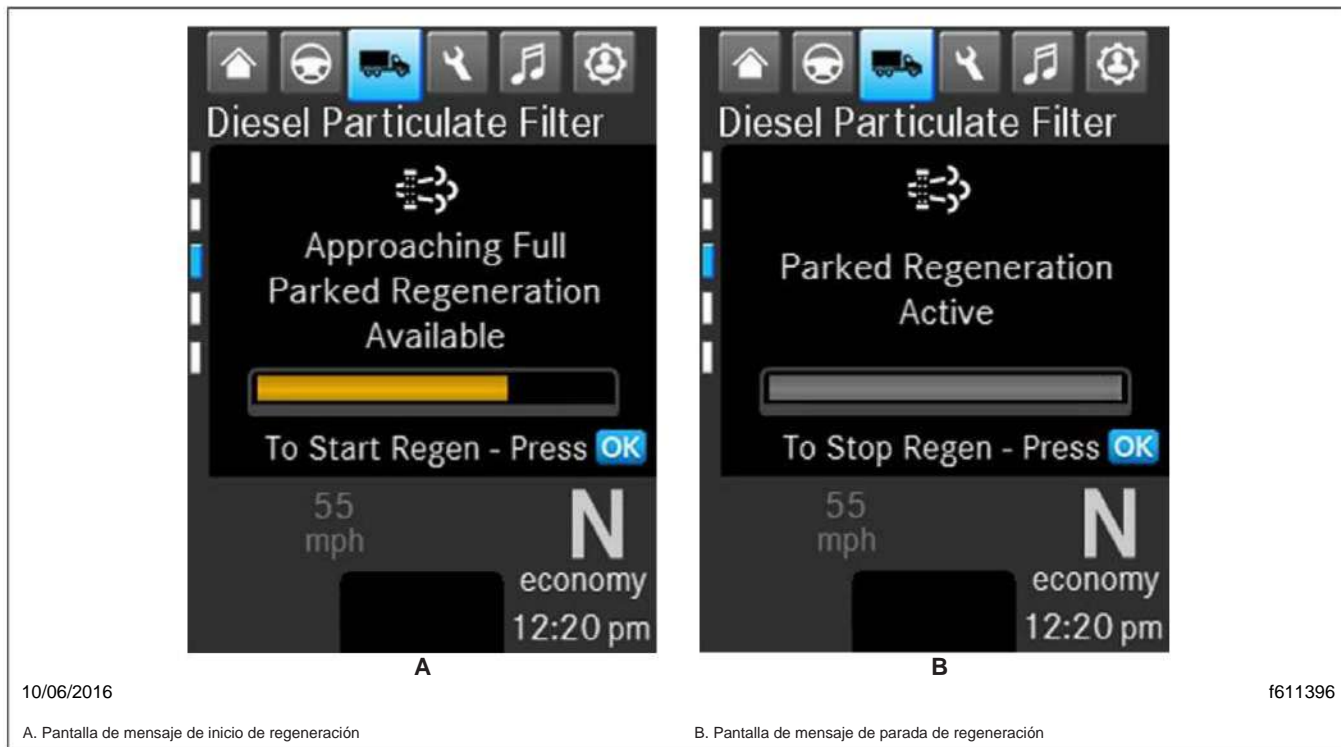 Diesel Particulate Filter
Approaching Full
Parked Regeneration
Available
To Start Regen - Press OK
55
mph
N
economy
12:20 pm
A
Diesel Particulate Filter
Parked Regeneration
Active
To Stop Regen - Press OK
55
mph
N
economy
12:20 pm
B
10/06/2016
f611396
A. Pantalla de mensaje de inicio de regeneración
B. Pantalla de mensaje de parada de regeneración